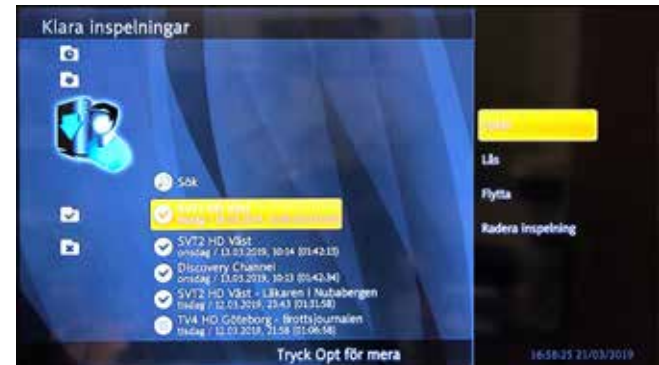 Klara inspelningar
Sök
SVT2 HD Väst
onsdag / 13.03.2019, 10:14 (01:42:13)
Discovery Channel
onsdag / 13.03.2019, 10:13 (01:42:34)
SVT2 HD Väst - Läkaren i Nubabergen
tisdag / 12.03.2019, 23:43 (01:31:58)
TV4 HD Göteborg - Brottsjournalen
tisdag / 12.03.2019, 21:58 (01:06:58)
Tryck Opt för mera
Lås
Flytta
Radera inspelning
16:58:25 21/03/2019